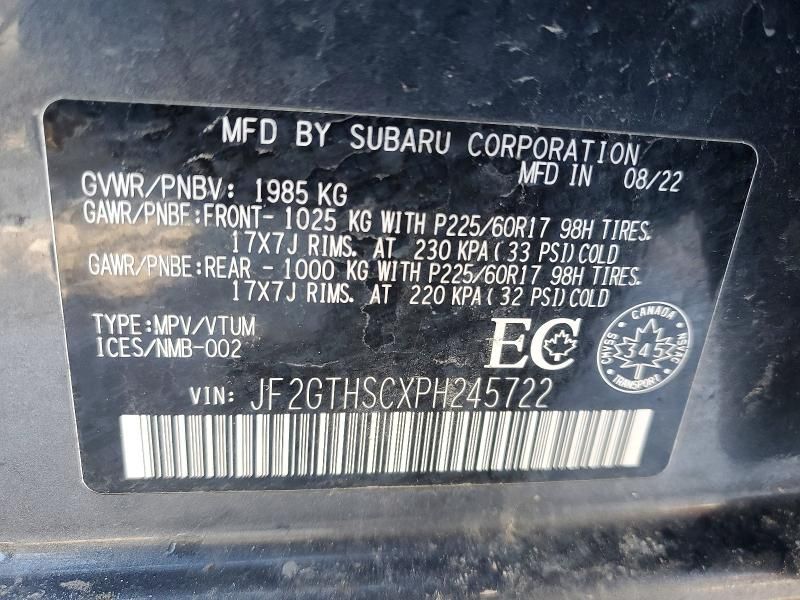 MFD BY SUBARU CORPORATION
MFD IN 08/22
GVWR/PNBV: 1985 KG
GAWR/PNBF:FRONT- 1025 KG WITH P225/60R17 98H TIRES.
17X7J RIMS. AT 230 KPA(33 PSI)COLD
GAWR/PNBE:REAR - 1000 KG WITH P225/60R17 98H TIRES.
17X7J RIMS. AT 220 KPA(32 PSI)COLD
TYPE:MPV/VTUM
ICES/NMB-002
EC
CANADA
CMVSS
345
NSVAC
TRANSPORT
VIN: JF2GTHSCXPH245722